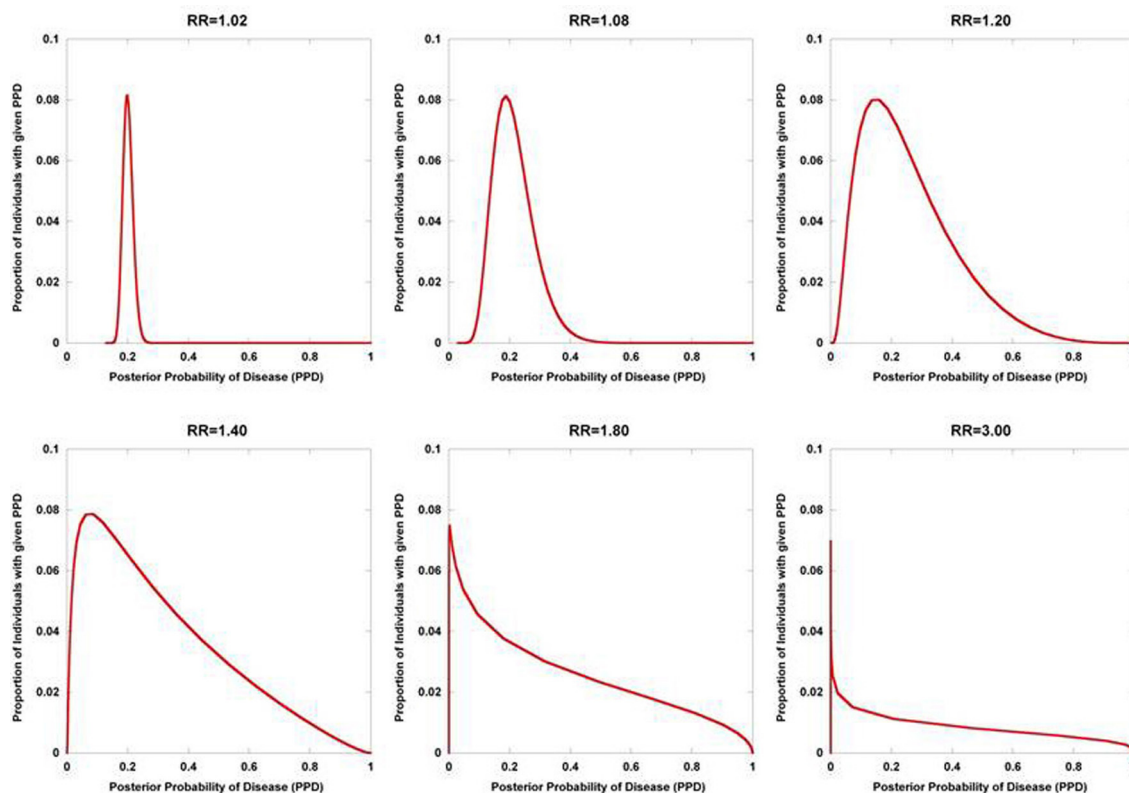 RR=1.02
Proportion of Individuals with given PPD
0.1
0.08
0.06
0.04
0.02
0
0 0.2 0.4 0.6 0.8 1
Posterior Probability of Disease (PPD)
RR=1.08
Proportion of Individuals with given PPD
0.1
0.08
0.06
0.04
0.02
0
0 0.2 0.4 0.6 0.8 1
Posterior Probability of Disease (PPD)
RR=1.20
Proportion of Individuals with given PPD
0.1
0.08
0.06
0.04
0.02
0
0 0.2 0.4 0.6 0.8
Posterior Probability of Disease (PPD)
RR=1.40
Proportion of Individuals with given PPD
0.1
0.08
0.06
0.04
0.02
0
0 0.2 0.4 0.6 0.8 1
Posterior Probability of Disease (PPD)
RR=1.80
Proportion of Individuals with given PPD
0.1
0.08
0.06
0.04
0.02
0
0 0.2 0.4 0.6 0.8 1
Posterior Probability of Disease (PPD)
RR=3.00
Proportion of Individuals with given PPD
0.1
0.08
0.06
0.04
0.02
0
0 0.2 0.4 0.6 0.8
Posterior Probability of Disease (PPD)